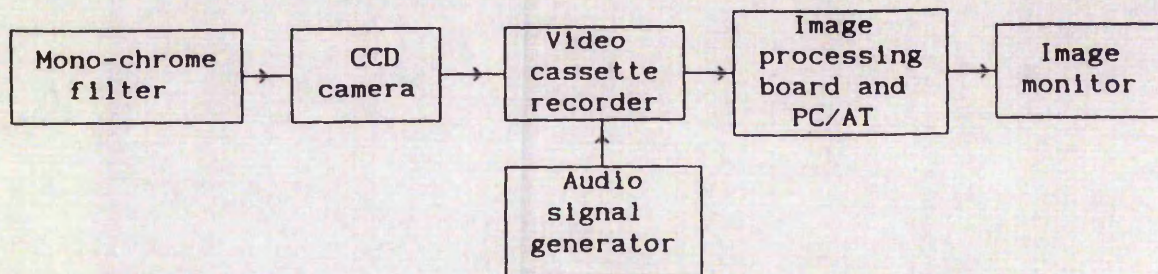 Mono-chrome
filter
CCD
camera
Video
cassette
recorder
Image
processing
board and
PC/AT
Image
monitor
Audio
signal
generator